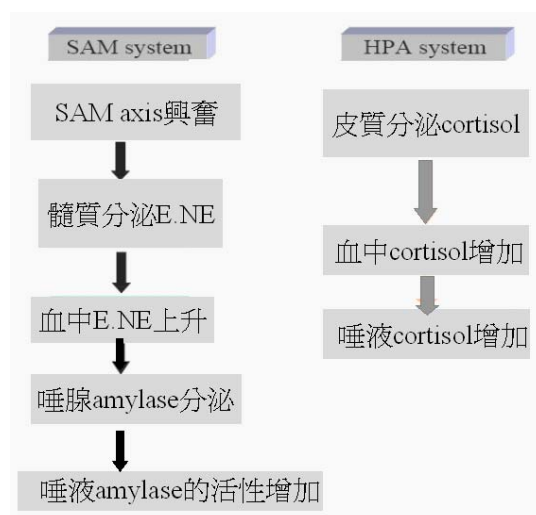 SAM system
SAM axis興奮
髓質分泌E.NE
血中E.NE上升
唾腺amylase分泌
唾液amylase的活性增加
HPA system
皮質分泌cortisol
血中cortisol增加
唾液cortisol增加